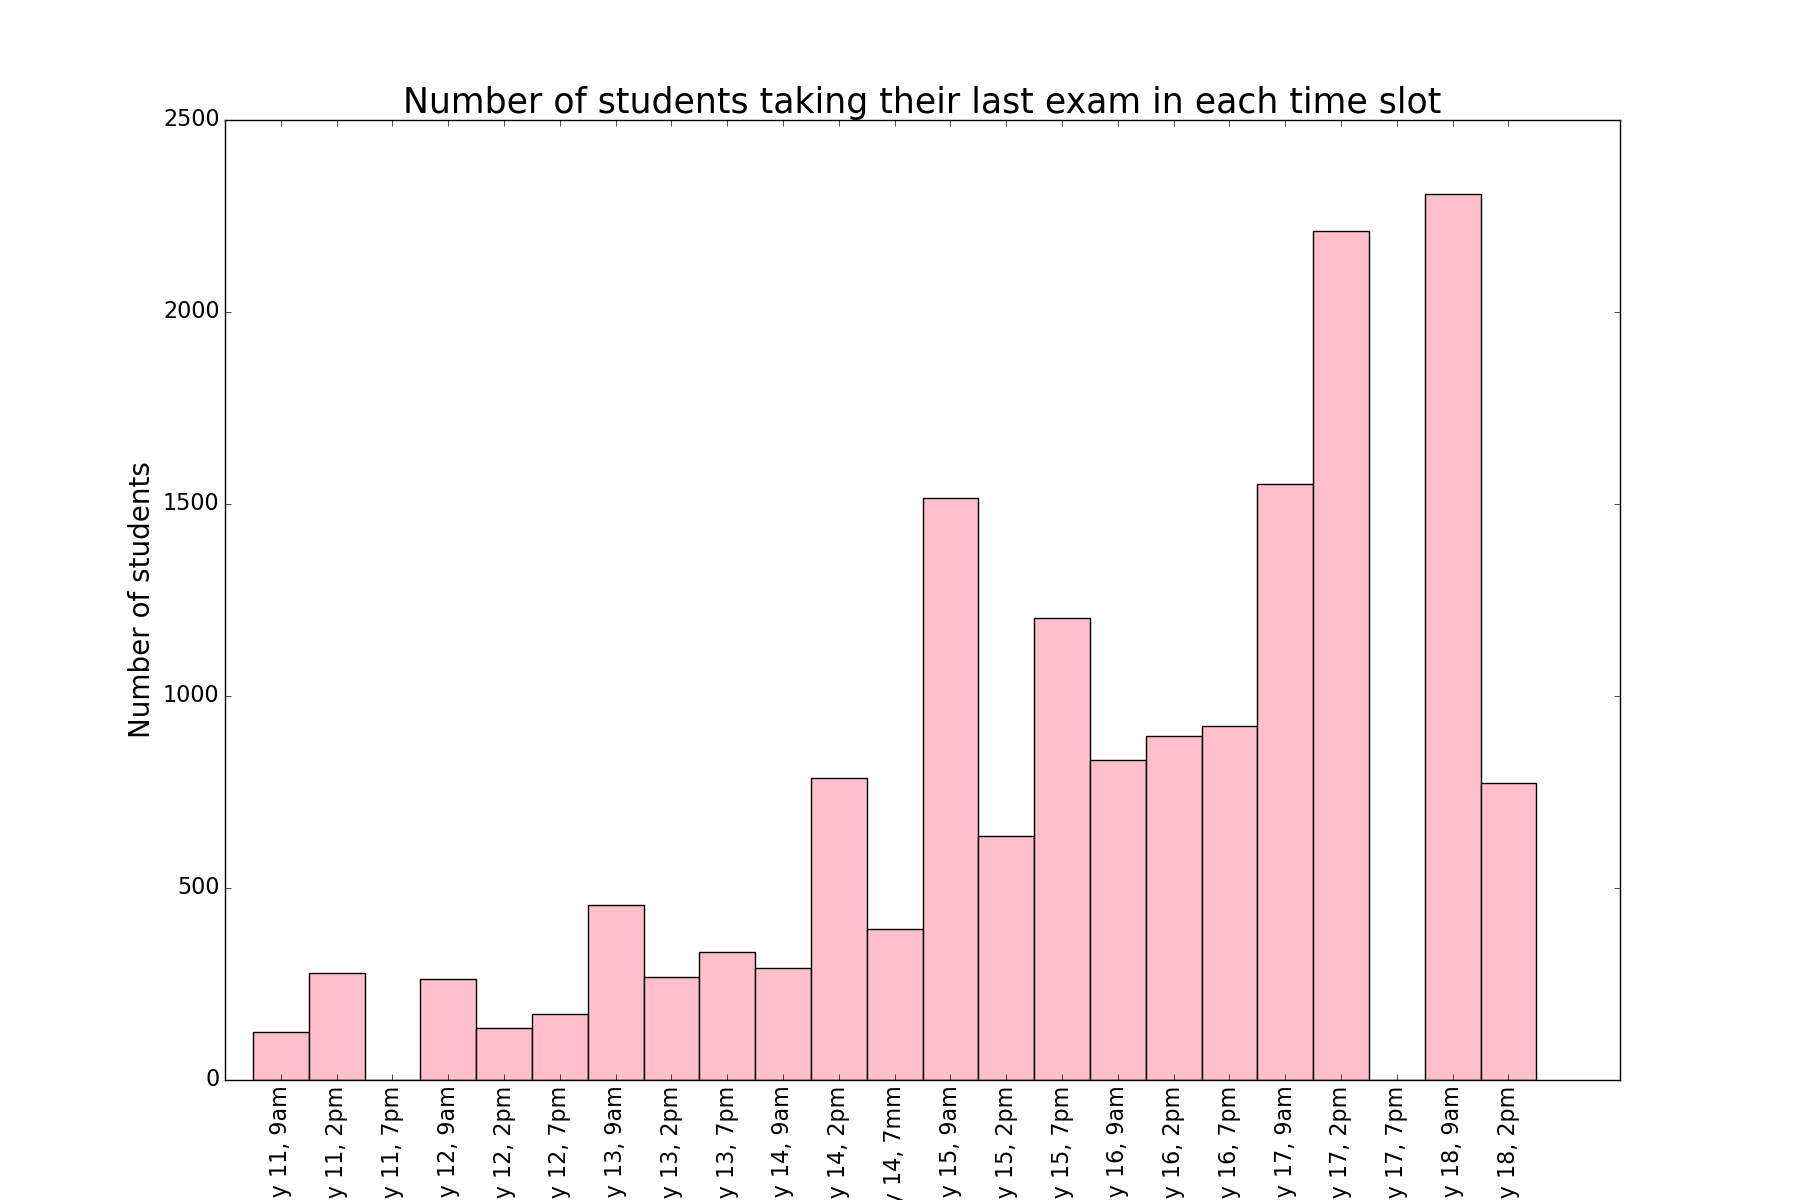 Number of students taking their last exam in each time slot
2500
2000
1500
1000
500
0
Number of students
y 11, 9am
y 11, 2pm
y 11, 7pm
y 12, 9am
y 12, 2pm
y 12, 7pm
y 13, 9am
y 13, 2pm
y 13, 7pm
y 14, 9am
y 14, 2pm
y 14, 7mm
y 15, 9am
y 15, 2pm
y 15, 7pm
y 16, 9am
y 16, 2pm
y 16, 7pm
y 17, 9am
y 17, 2pm
y 17, 7pm
y 18, 9am
y 18, 2pm